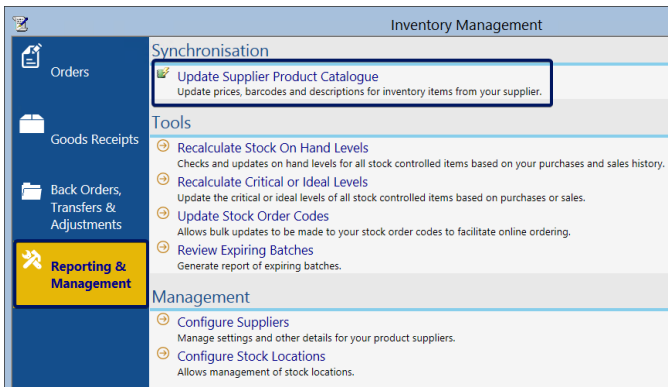 Inventory Management
Orders
Goods Receipts
Back Orders,
Transfers &
Adjustments
Reporting &
Management
Synchronisation
Update Supplier Product Catalogue
Update prices, barcodes and descriptions for inventory items from your supplier.
Tools
Recalculate Stock On Hand Levels
Checks and updates on hand levels for all stock controlled items based on your purchases and sales history.
Recalculate Critical or Ideal Levels
Update the critical or ideal levels of all stock controlled items based on purchases or sales.
Update Stock Order Codes
Allows bulk updates to be made to your stock order codes to facilitate online ordering.
Review Expiring Batches
Generate report of expiring batches.
Management
Configure Suppliers
Manage settings and other details for your product suppliers.
Configure Stock Locations
Allows management of stock locations.